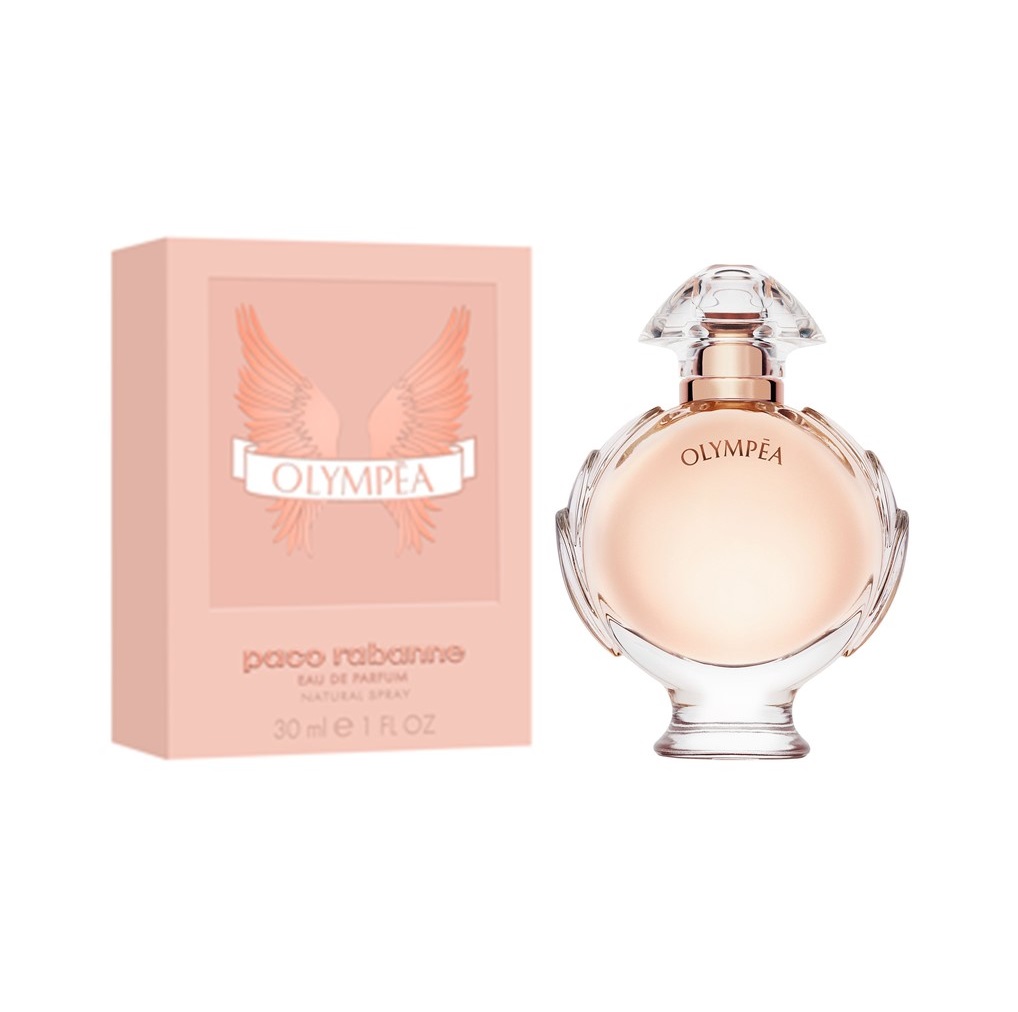 OLYMPĒA
paco rabanne
EAU DE PARFUM
NATURAL SPRAY
30 ml e 1 FL OZ
OLYMPĒA